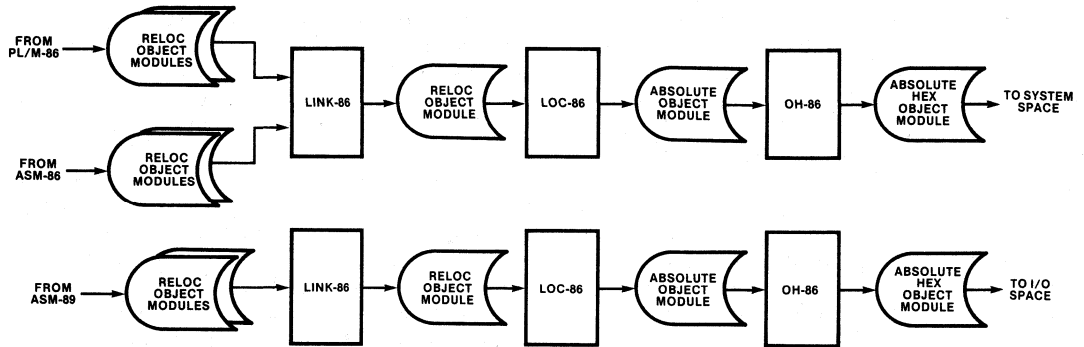 FROM
PL/M-86
RELOC
OBJECT
MODULES
LINK-86
RELOC
OBJECT
MODULE
LOC-86
ABSOLUTE
OBJECT
MODULE
OH-86
ABSOLUTE
HEX
OBJECT
MODULE
TO SYSTEM
SPACE
FROM
ASM-86
RELOC
OBJECT
MODULES
FROM
ASM-89
RELOC
OBJECT
MODULES
LINK-86
RELOC
OBJECT
MODULE
LOC-86
ABSOLUTE
OBJECT
MODULE
OH-86
ABSOLUTE
HEX
OBJECT
MODULE
TO I/O
SPACE